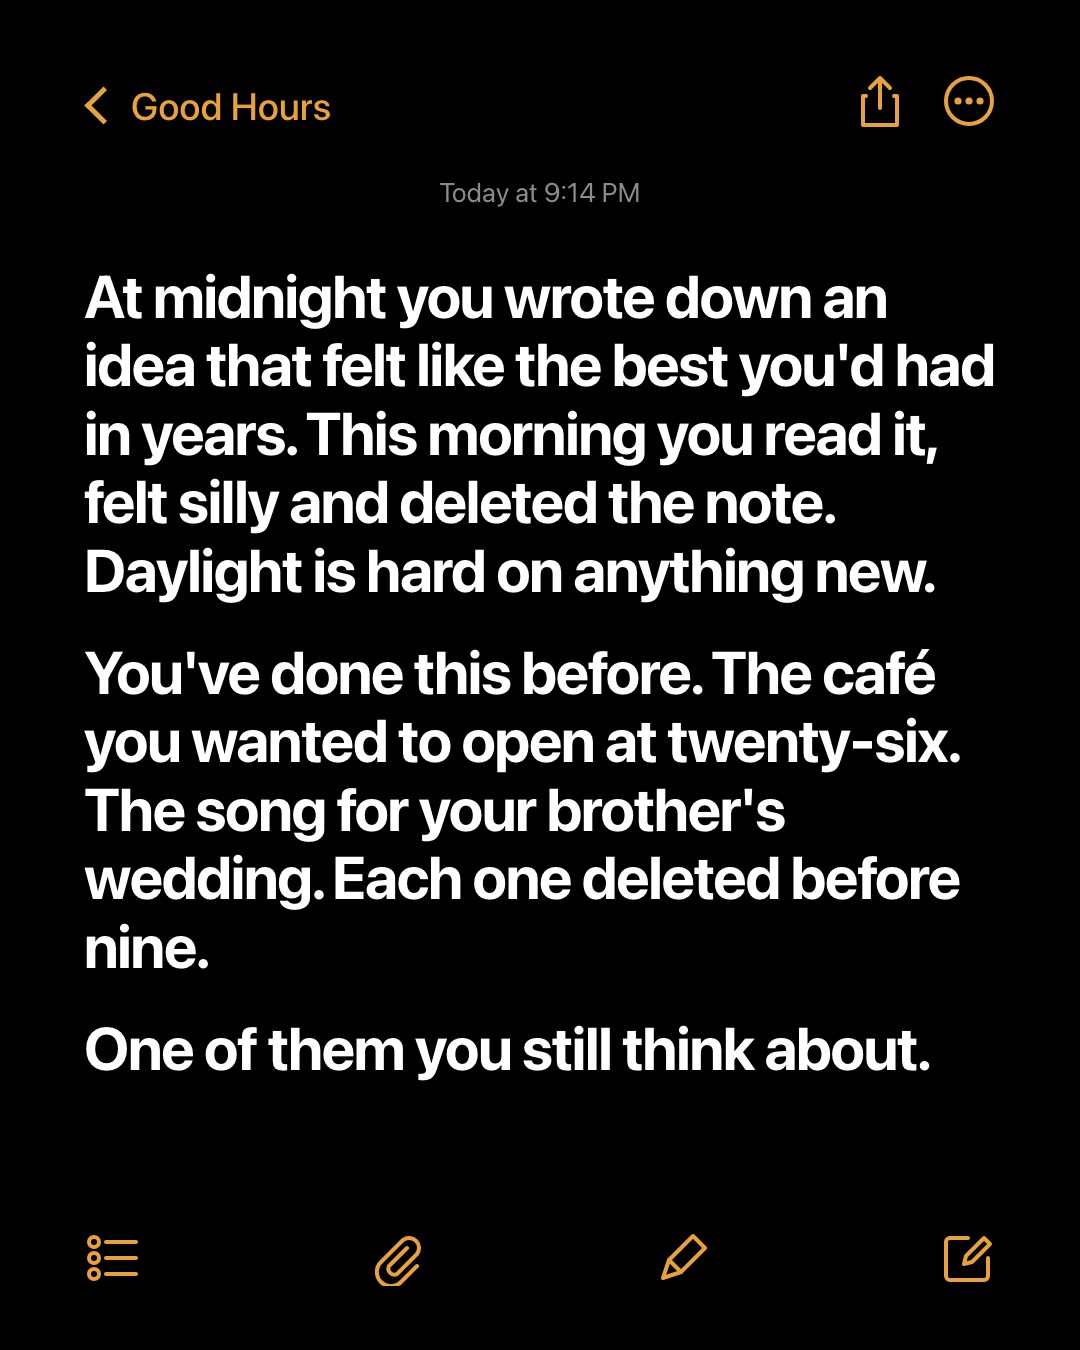 Good Hours
Today at 9:14 PM
At midnight you wrote down an
idea that felt like the best you'd had
in years. This morning you read it,
felt silly and deleted the note.
Daylight is hard on anything new.
You've done this before. The café
you wanted to open at twenty-six.
The song for your brother's
wedding. Each one deleted before
nine.
One of them you still think about.